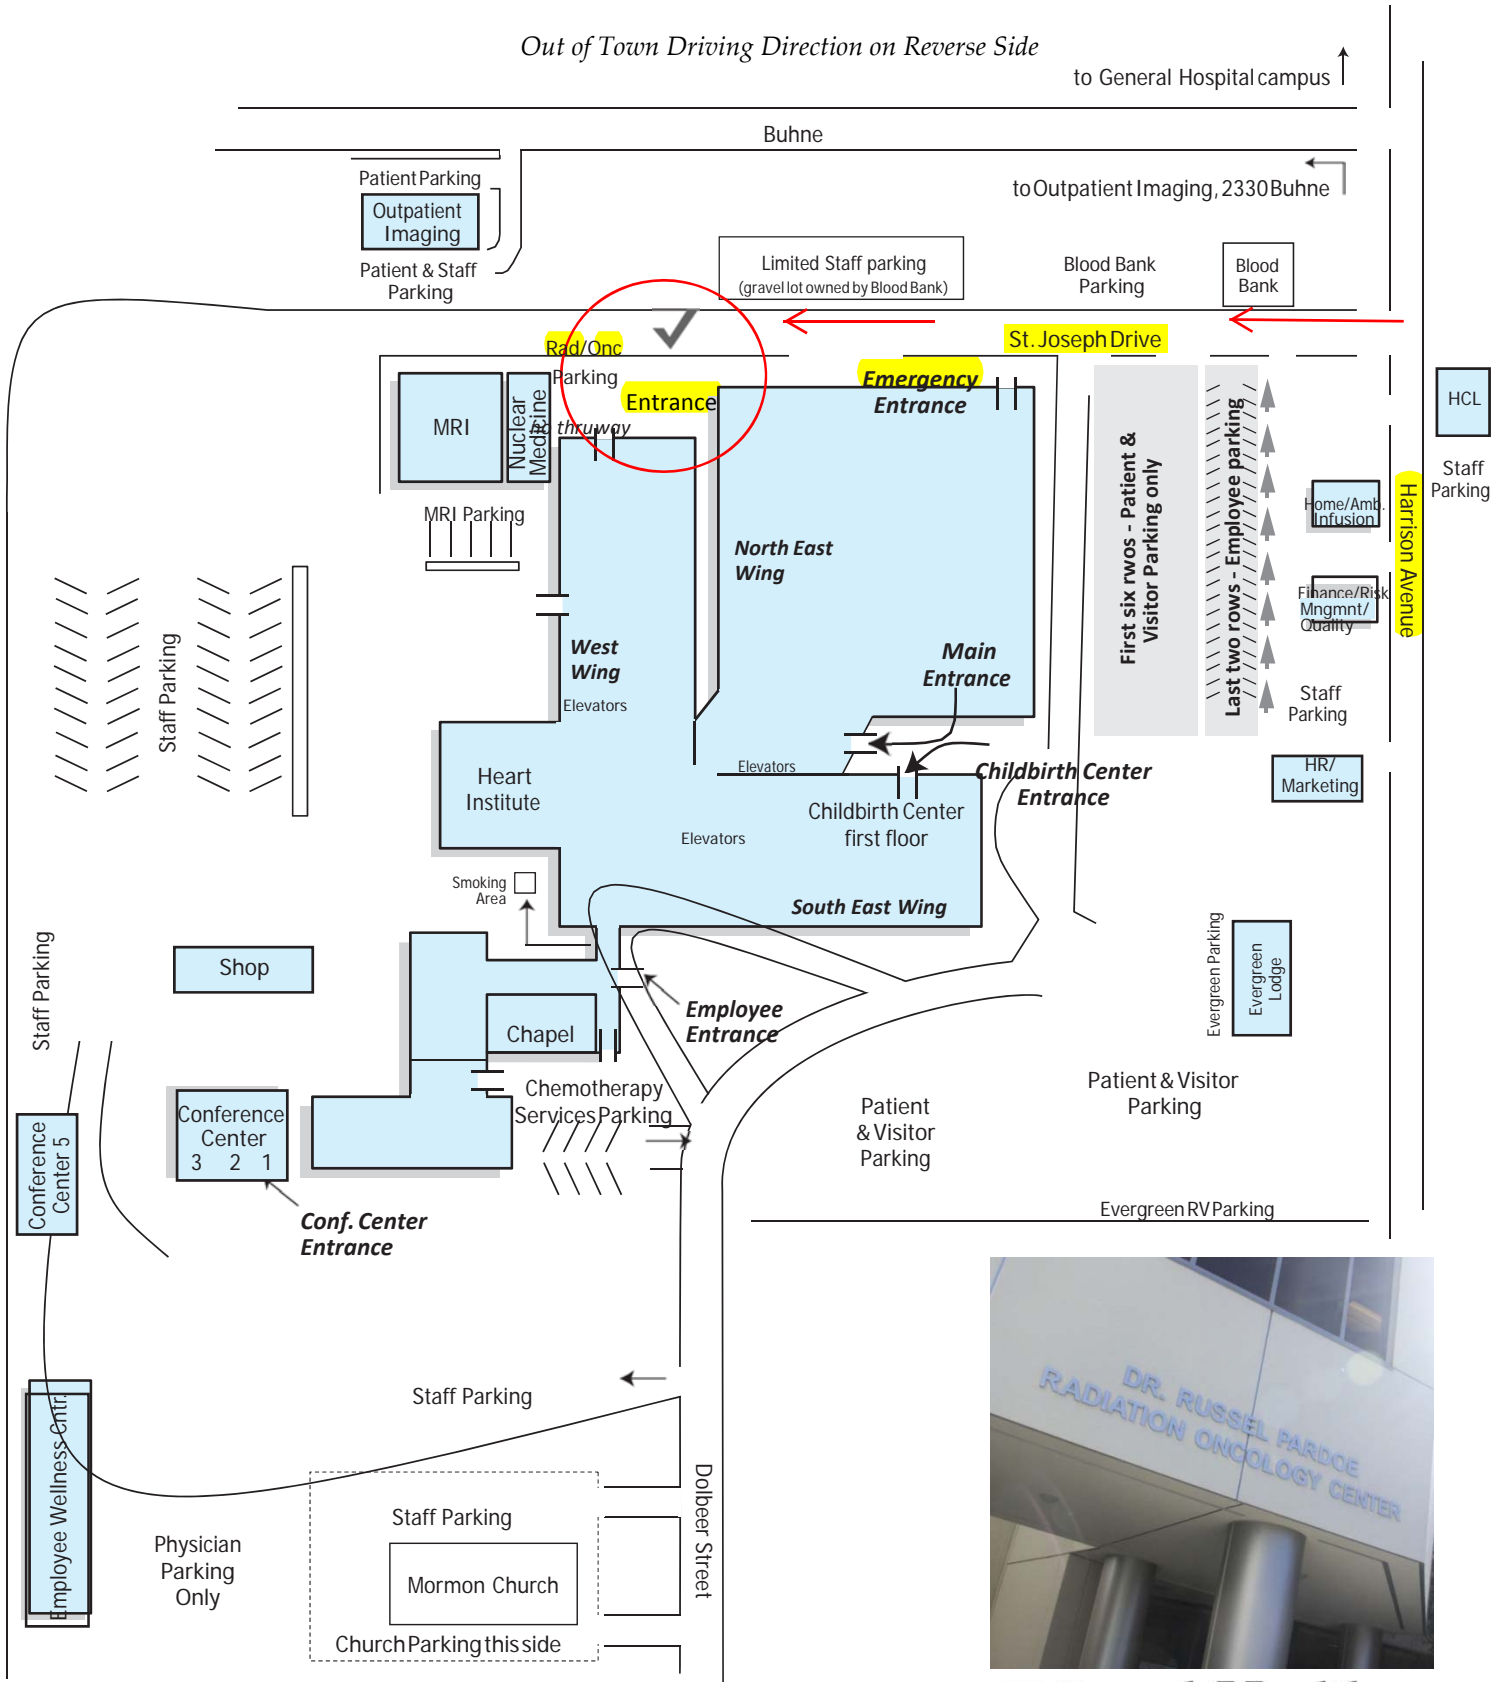 Out of Town Driving Direction on Reverse Side
to General Hospital campus
Buhne
Patient Parking
to Outpatient Imaging, 2330 Buhne
Outpatient
Imaging
Patient & Staff
Parking
Limited Staff parking
(gravel lot owned by Blood Bank)
Blood Bank
Parking
Blood
Bank
St. Joseph Drive
Rad/Onc
Parking
Entrance
no thruway
Emergency
Entrance
MRI
Nuclear
Medicine
MRI Parking
HCL
Staff
Parking
First six rwos - Patient &
Visitor Parking only
Last two rows - Employee parking
Home/Amb.
Infusion
Harrison Avenue
Finance/Risk
Mngmnt/
Quality
North East
Wing
West
Wing
Elevators
Main
Entrance
Staff Parking
Staff
Parking
Heart
Institute
Elevators
Childbirth Center
Entrance
HR/
Marketing
Childbirth Center
first floor
Elevators
Smoking
Area
South East Wing
Staff Parking
Shop
Evergreen Parking
Evergreen
Lodge
Employee
Entrance
Chapel
Chemotherapy
Services Parking
Patient & Visitor
Parking
Patient
& Visitor
Parking
Conference
Center
3 2 1
Conference
Center 5
Conf. Center
Entrance
Evergreen RV Parking
DR. RUSSEL PARDOE
RADIATION ONCOLOGY CENTER
Staff Parking
Employee Wellness Cntr.
Dolbeer Street
Staff Parking
Physician
Parking
Only
Mormon Church
Church Parking this side